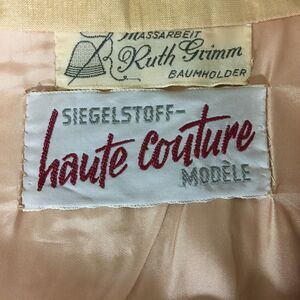 MASSARBEIT
Ruth Grimm
BAUMHOLDER
SIEGELSTOFF-
haute couture
MODÈLE